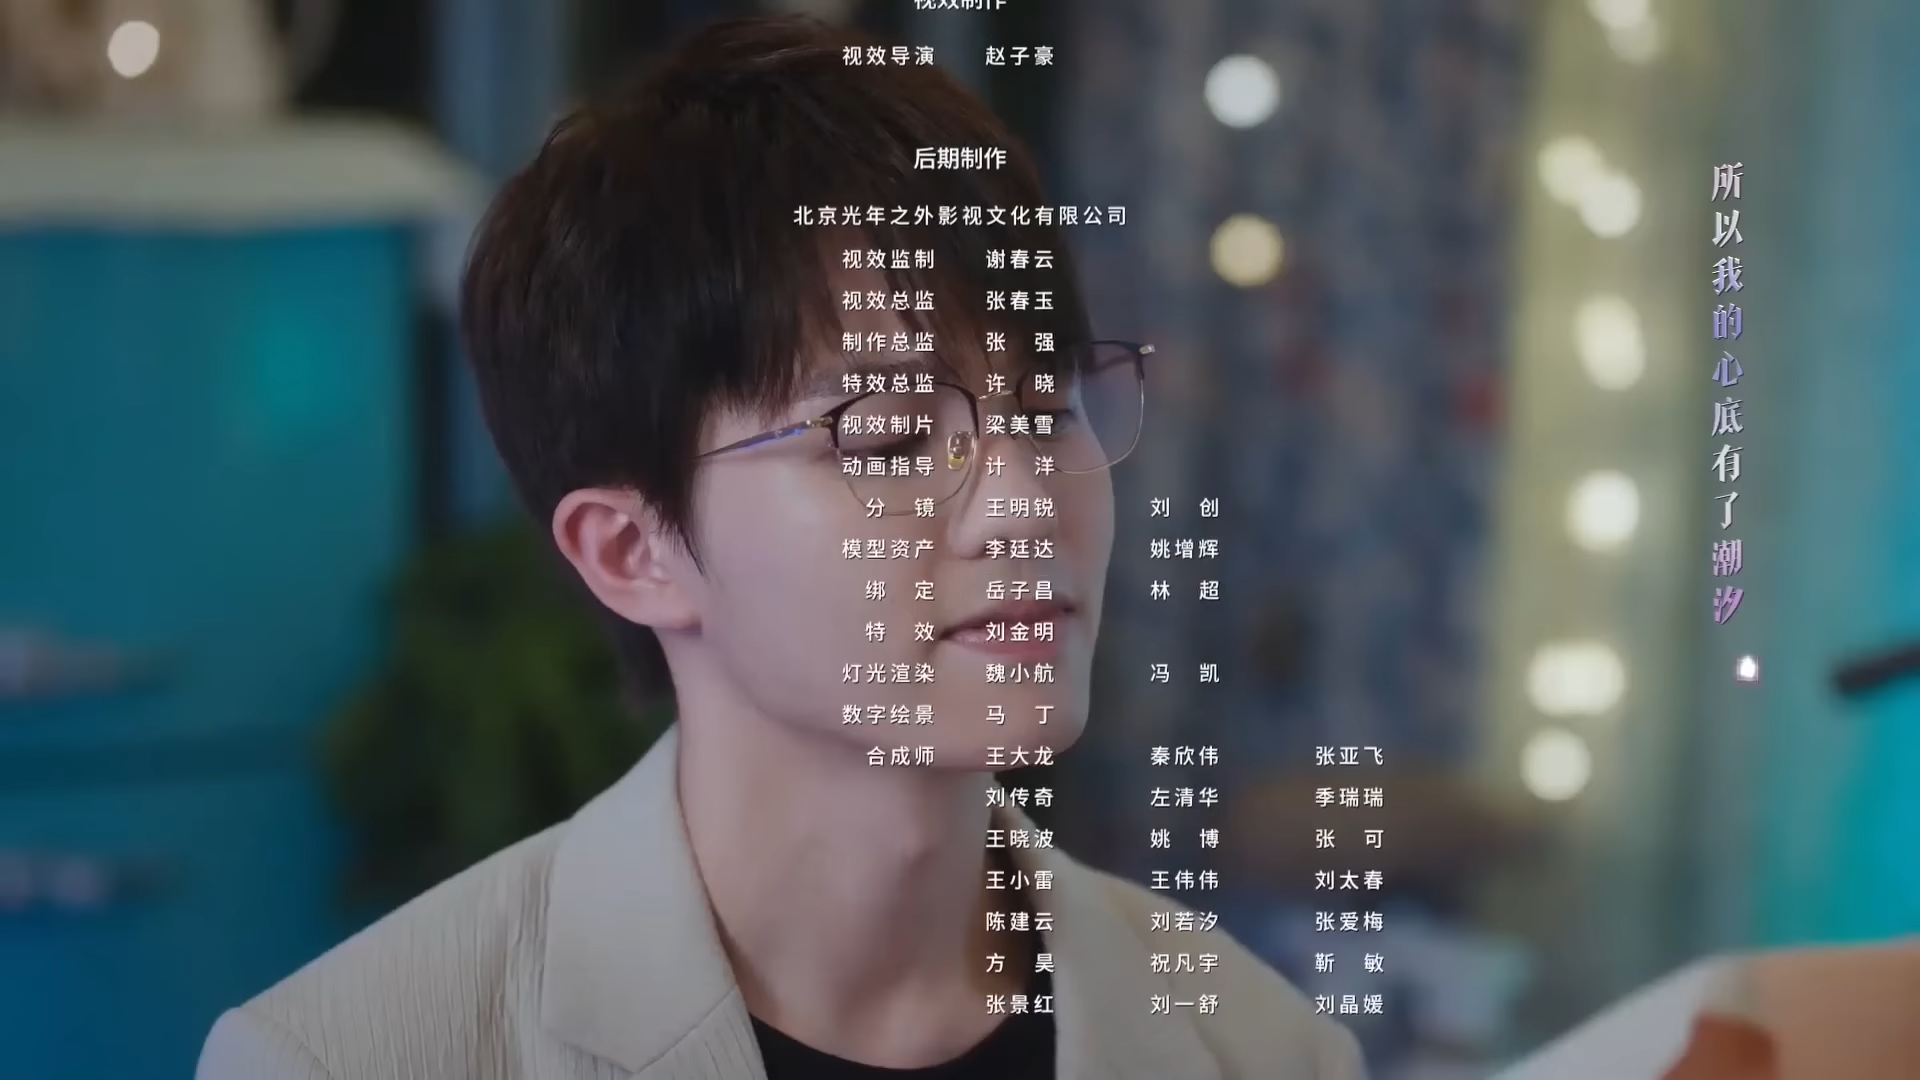 视效制作
视效导演 赵子豪
后期制作
北京光年之外影视文化有限公司
视效监制 谢春云
视效总监 张春玉
制作总监 张 强
特效总监 许 晓
视效制片 梁美雪
动画指导 计 洋
分 镜 王明锐 刘 创
模型资产 李廷达 姚增辉
绑 定 岳子昌 林 超
特 效 刘金明
灯光渲染 魏小航 冯 凯
数字绘景 马 丁
合成师 王大龙 秦欣伟 张亚飞
刘传奇 左清华 季瑞瑞
王晓波 姚 博 张 可
王小雷 王伟伟 刘太春
陈建云 刘若汐 张爱梅
方 昊 祝凡宇 靳 敏
张景红 刘一舒 刘晶媛
所以我的心底有了潮汐